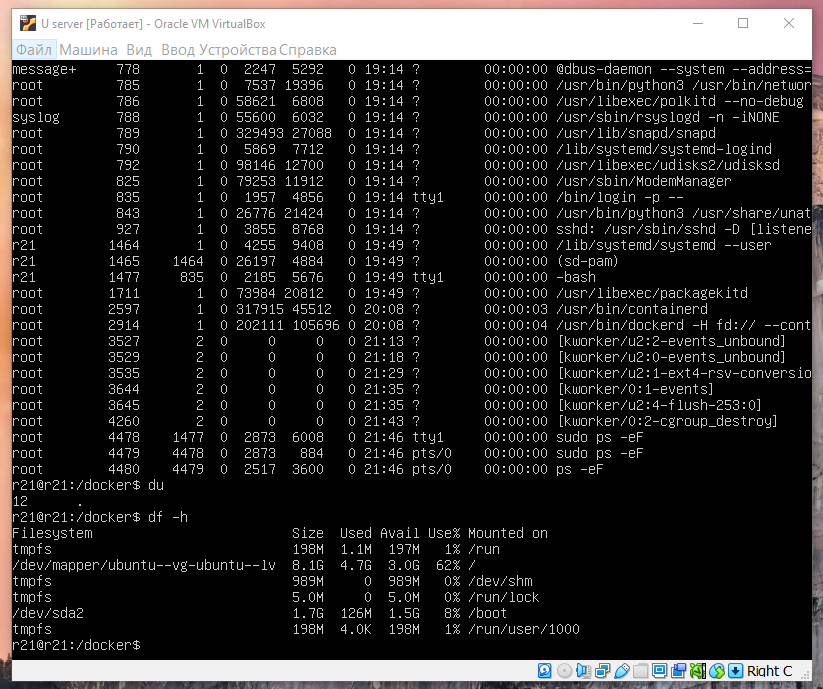 U server [Работает] - Oracle VM VirtualBox
Файл Машина Вид Ввод Устройства Справка
message+ 778 1 0 2247 5292 0 19:14 ? 00:00:00 @dbus-daemon --system --address=
root 785 1 0 7537 19396 0 19:14 ? 00:00:00 /usr/bin/python3 /usr/bin/networ
root 786 1 0 58621 6808 0 19:14 ? 00:00:00 /usr/libexec/polkitd --no-debug
syslog 788 1 0 55600 6032 0 19:14 ? 00:00:00 /usr/sbin/rsyslogd -n -iNONE
root 789 1 0 329493 27088 0 19:14 ? 00:00:00 /usr/lib/snapd/snapd
root 790 1 0 5869 7712 0 19:14 ? 00:00:00 /lib/systemd/systemd-logind
root 792 1 0 98146 12700 0 19:14 ? 00:00:00 /usr/libexec/udisks2/udisksd
root 825 1 0 79253 11912 0 19:14 ? 00:00:00 /usr/sbin/ModemManager
root 835 1 0 1957 4856 0 19:14 tty1 00:00:00 /bin/login -p --
root 843 1 0 26776 21424 0 19:14 ? 00:00:00 /usr/bin/python3 /usr/share/unat
root 927 1 0 3855 8768 0 19:14 ? 00:00:00 sshd: /usr/sbin/sshd -D [listene
r21 1464 1 0 4255 9408 0 19:49 ? 00:00:00 /lib/systemd/systemd --user
r21 1465 1464 0 26197 4884 0 19:49 ? 00:00:00 (sd-pam)
r21 1477 835 0 2185 5676 0 19:49 tty1 00:00:00 -bash
root 1711 1 0 73984 20812 0 19:49 ? 00:00:00 /usr/libexec/packagekitd
root 2597 1 0 317915 45512 0 20:08 ? 00:00:03 /usr/bin/containerd
root 2914 1 0 202111 105696 0 20:08 ? 00:00:04 /usr/bin/dockerd -H fd:// --cont
root 3527 2 0 0 0 0 21:13 ? 00:00:00 [kworker/u2:2-events_unbound]
root 3529 2 0 0 0 0 21:18 ? 00:00:00 [kworker/u2:0-events_unbound]
root 3535 2 0 0 0 0 21:29 ? 00:00:00 [kworker/u2:1-ext4-rsv-conversio
root 3644 2 0 0 0 0 21:35 ? 00:00:00 [kworker/0:1-events]
root 3645 2 0 0 0 0 21:35 ? 00:00:00 [kworker/u2:4-flush-253:0]
root 4260 2 0 0 0 0 21:43 ? 00:00:00 [kworker/0:2-cgroup_destroy]
root 4478 1477 0 2873 6008 0 21:46 tty1 00:00:00 sudo ps -eF
root 4479 4478 0 2873 884 0 21:46 pts/0 00:00:00 sudo ps -eF
root 4480 4479 0 2517 3600 0 21:46 pts/0 00:00:00 ps -eF
r21@r21:/docker$ du
12 .
r21@r21:/docker$ df -h
Filesystem Size Used Avail Use% Mounted on
tmpfs 198M 1.1M 197M 1% /run
/dev/mapper/ubuntu--vg-ubuntu--lv 8.1G 4.7G 3.0G 62% /
tmpfs 989M 0 989M 0% /dev/shm
tmpfs 5.0M 0 5.0M 0% /run/lock
/dev/sda2 1.7G 126M 1.5G 8% /boot
tmpfs 198M 4.0K 198M 1% /run/user/1000
r21@r21:/docker$
Right C